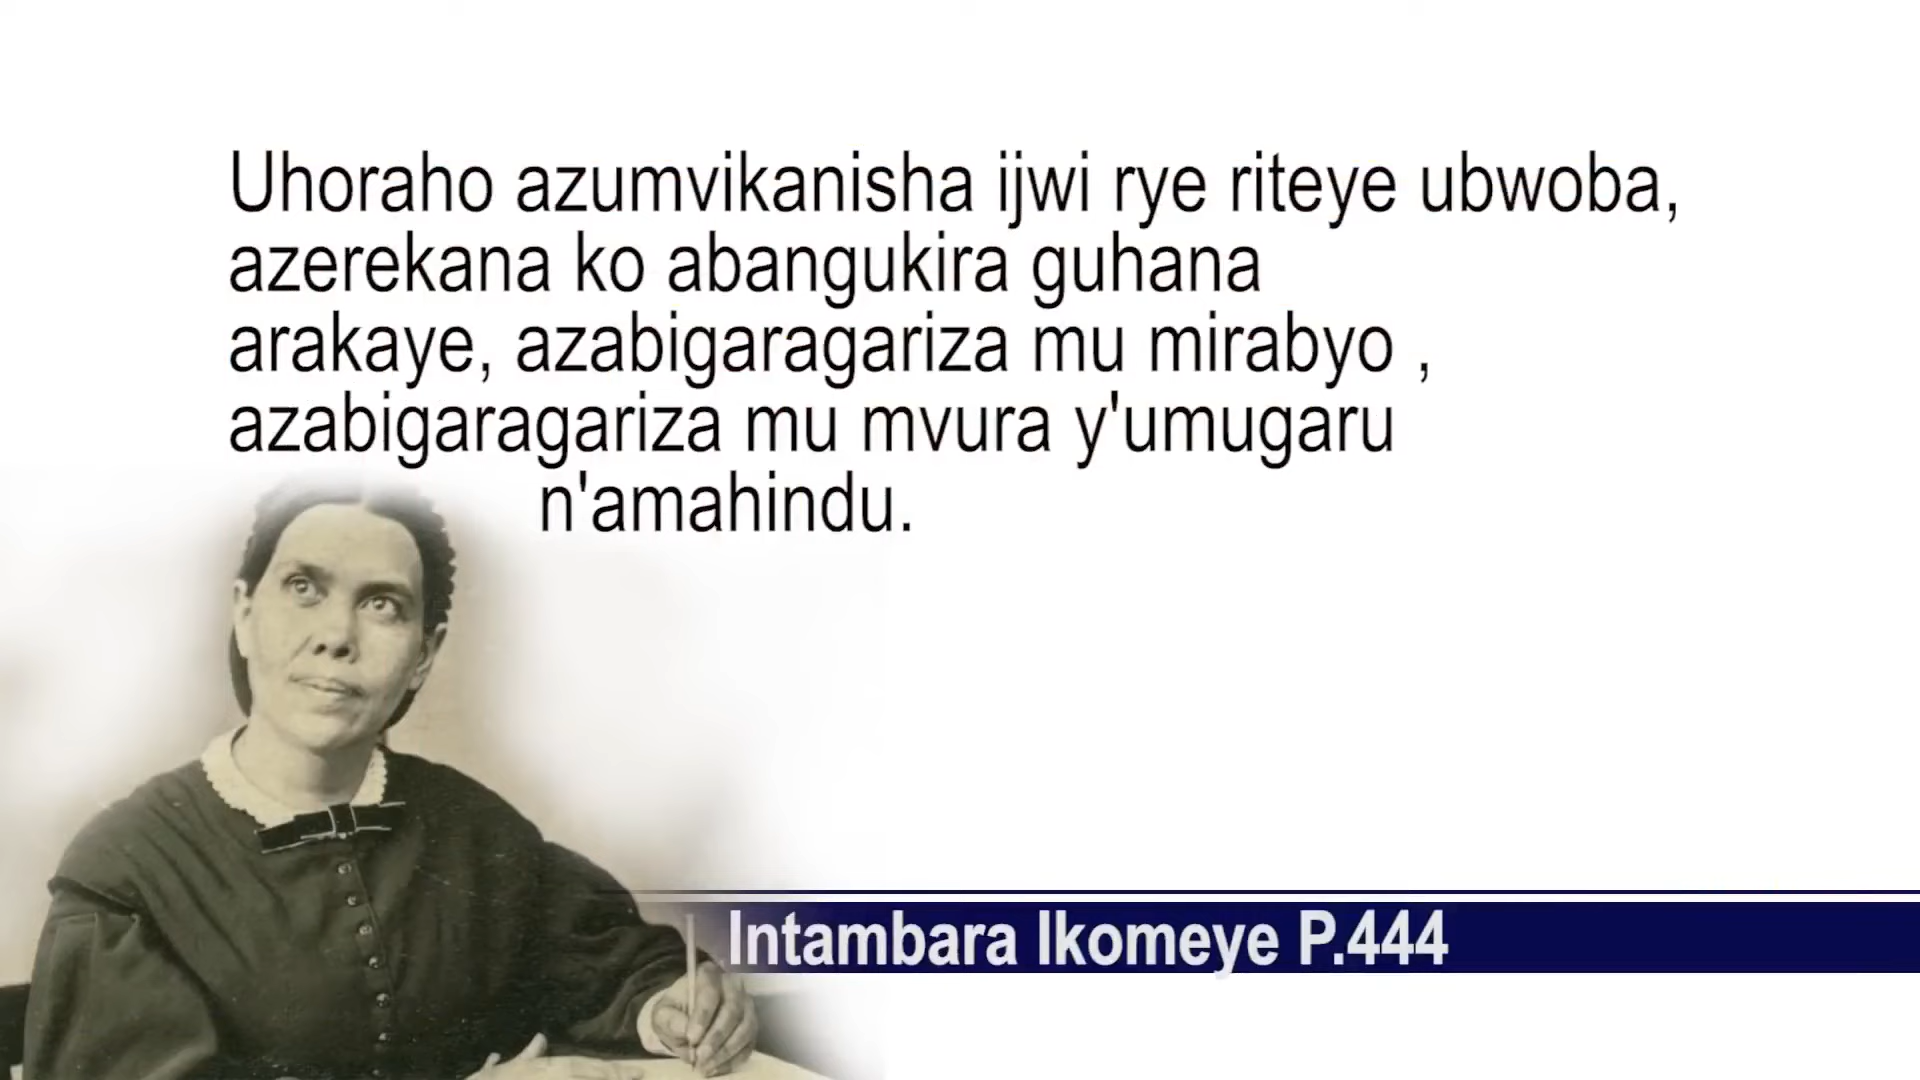 Uhoraho azumvikanisha ijwi rye riteye ubwoba,
azerekana ko abangukira guhana
arakaye, azabigaragariza mu mirabyo ,
azabigaragariza mu mvura y'umugaru
n'amahindu.
Intambara Ikomeye P.444